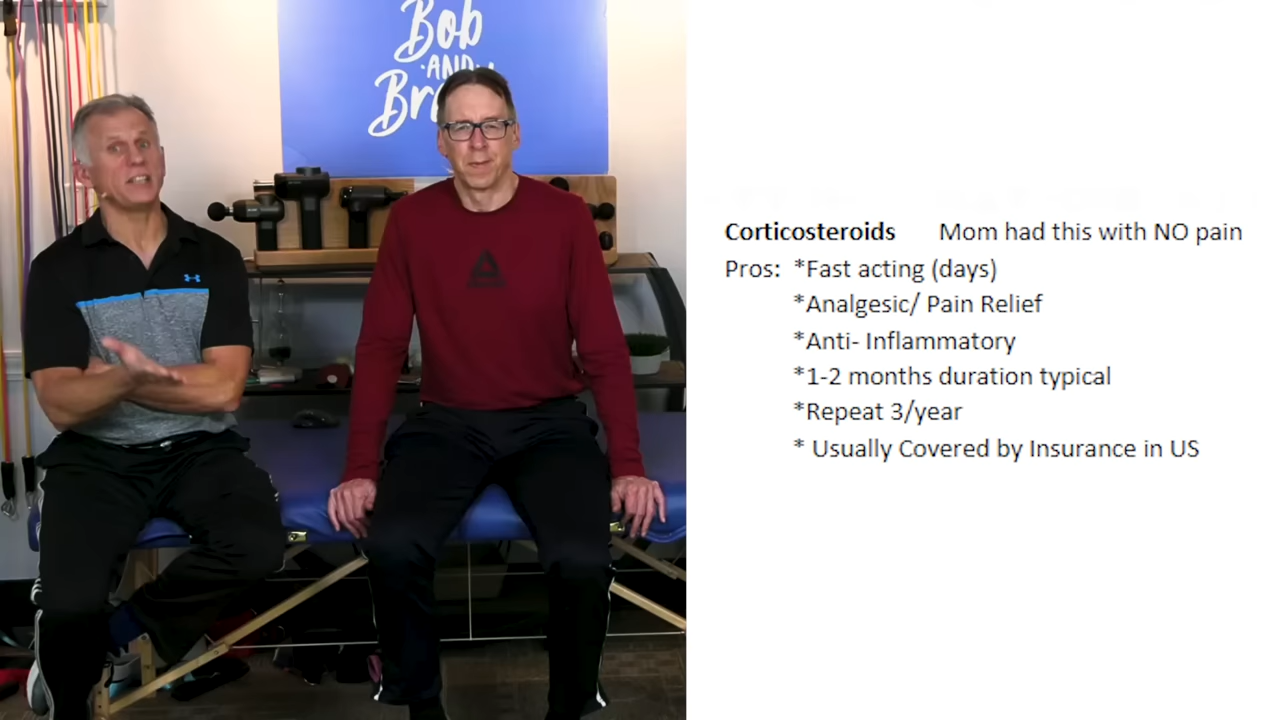 Bob
AND
Corticosteroids Mom had this with NO pain
Pros: *Fast acting (days)
*Analgesic/ Pain Relief
*Anti- Inflammatory
*1-2 months duration typical
*Repeat 3/year
* Usually Covered by Insurance in US